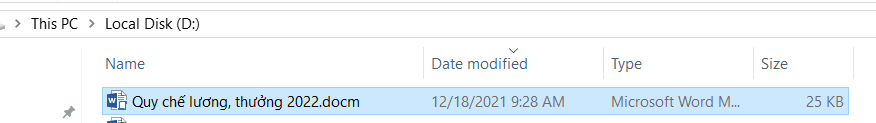 This PC > Local Disk (D:)
Name Date modified Type Size
Quy chế lương, thưởng 2022.docm 12/18/2021 9:28 AM Microsoft Word M... 25 KB